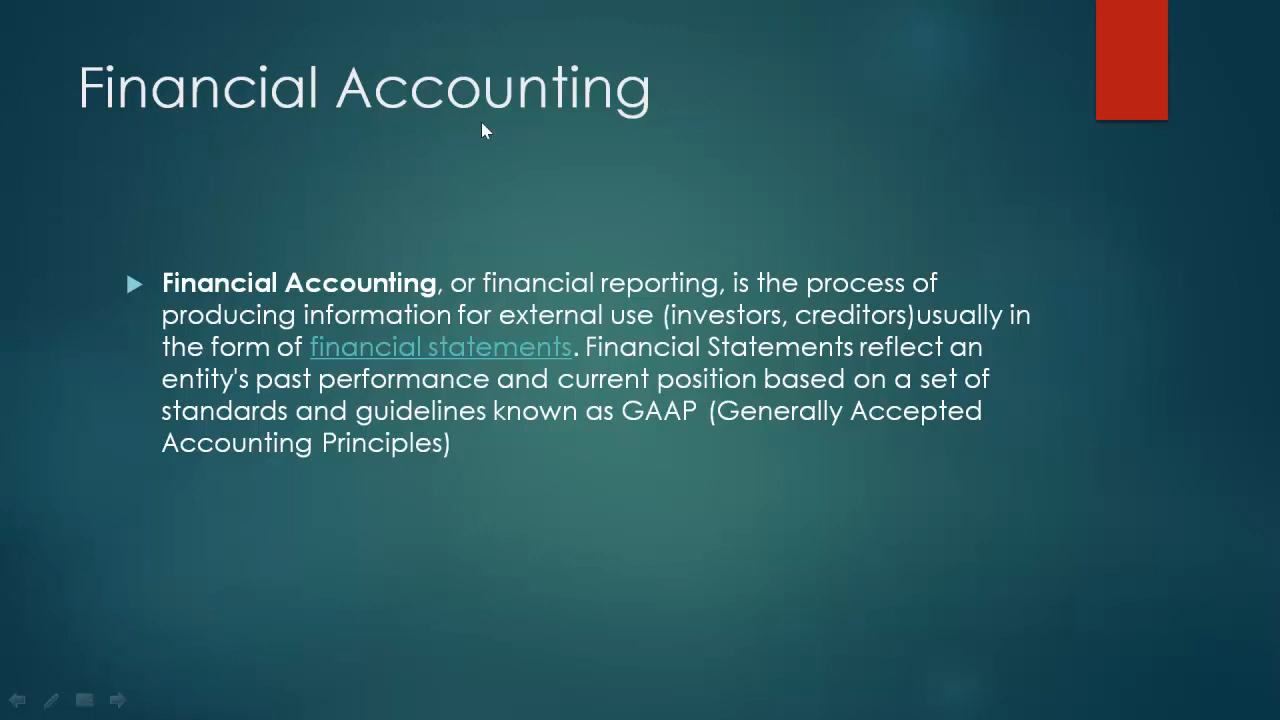 Financial Accounting
Financial Accounting, or financial reporting, is the process of
producing information for external use (investors, creditors)usually in
the form of financial statements. Financial Statements reflect an
entity's past performance and current position based on a set of
standards and guidelines known as GAAP (Generally Accepted
Accounting Principles)